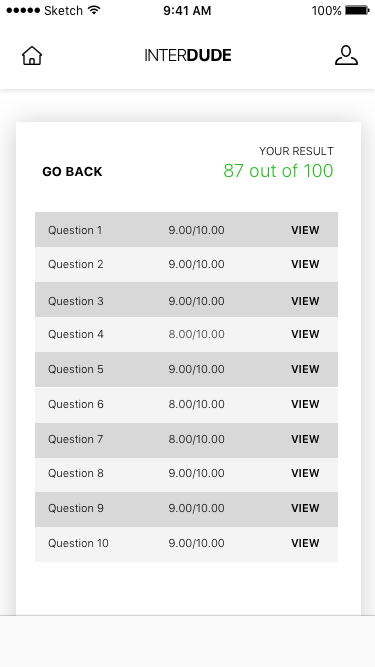 Sketch 9:41 AM 100%
INTERDUDE
YOUR RESULT
GO BACK 87 out of 100
Question 1 9.00/10.00 VIEW
Question 2 9.00/10.00 VIEW
Question 3 9.00/10.00 VIEW
Question 4 8.00/10.00 VIEW
Question 5 9.00/10.00 VIEW
Question 6 8.00/10.00 VIEW
Question 7 8.00/10.00 VIEW
Question 8 9.00/10.00 VIEW
Question 9 9.00/10.00 VIEW
Question 10 9.00/10.00 VIEW